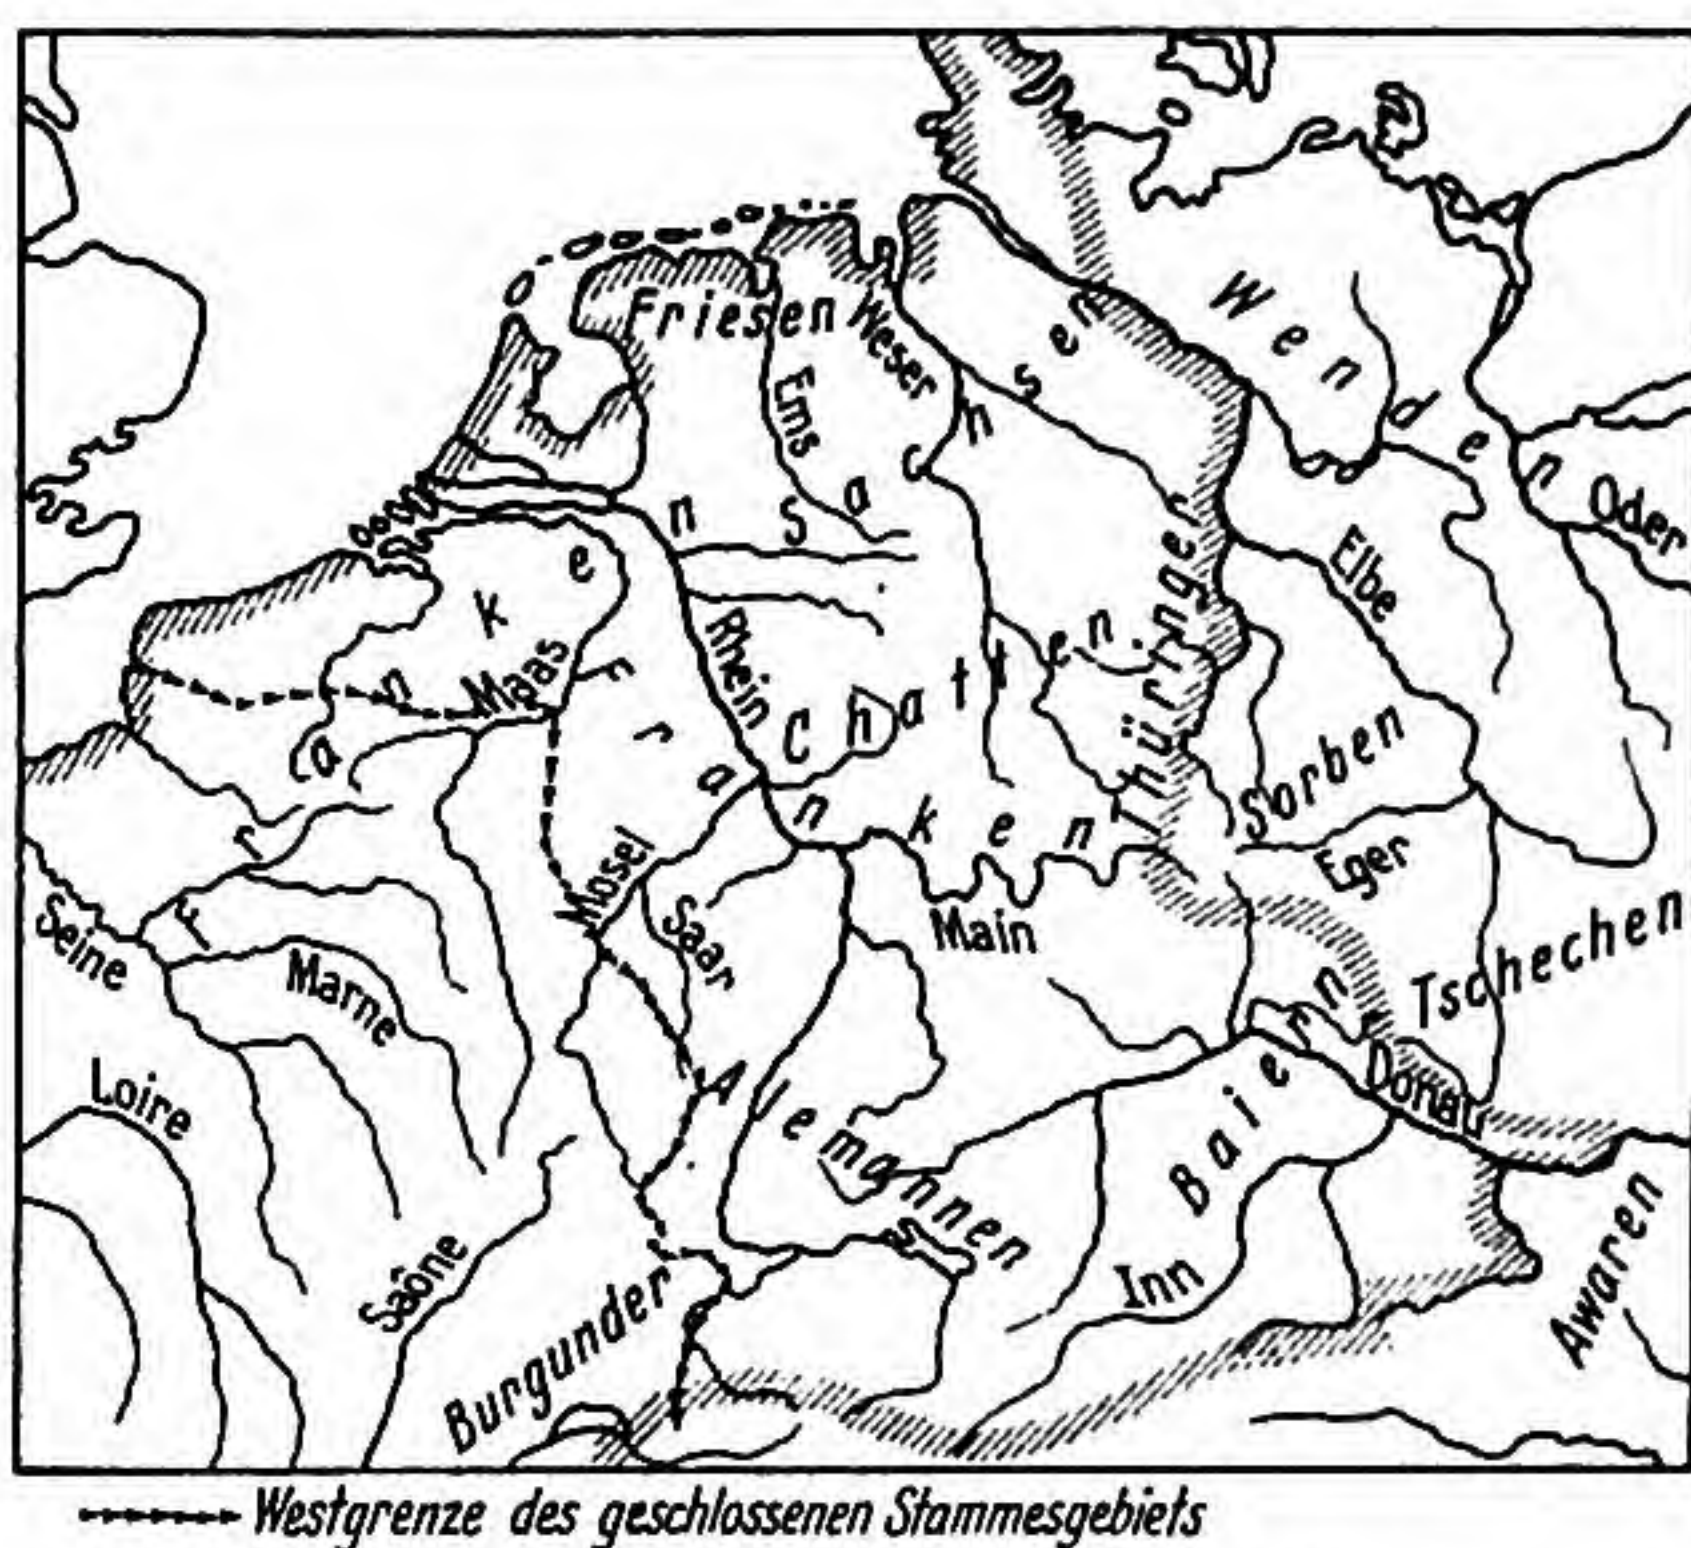 Friesen
Weser
Ems
Sachsen
Wenden
Oder
Elbe
Franken
Maas
Rhein
Chatten
Thüringer
Sorben
Franken
Mosel
Saar
Main
Eger
Tschechen
Seine
Marne
Loire
Alemannen
Baiern
Donau
Saône
Burgunder
Inn
Awaren
Westgrenze des geschlossenen Stammesgebiets